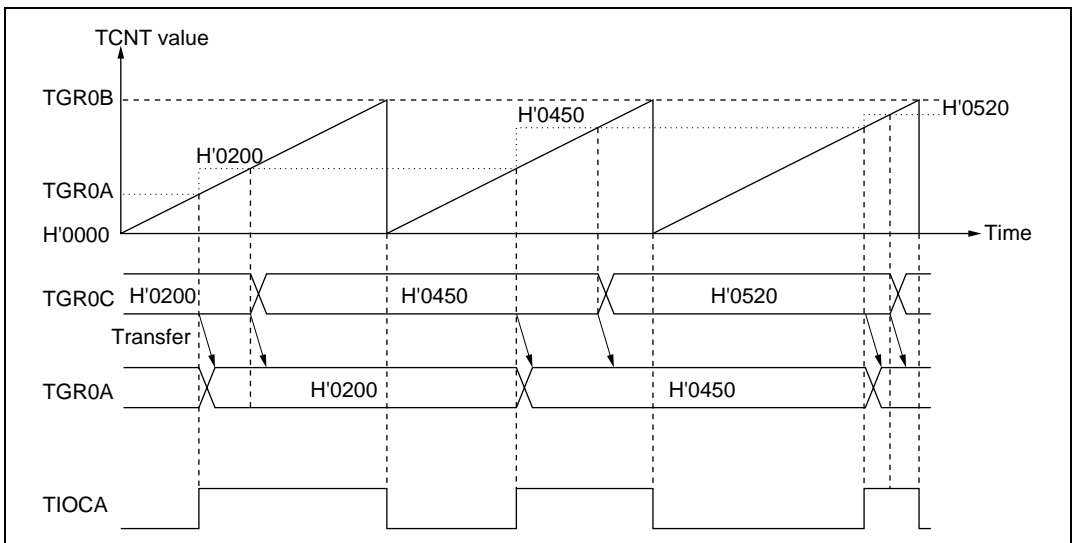 TCNT value
TGR0B
H'0520
H'0450
H'0200
TGR0A
H'0000
Time
TGR0C
H'0200
H'0450
H'0520
Transfer
TGR0A
H'0200
H'0450
TIOCA